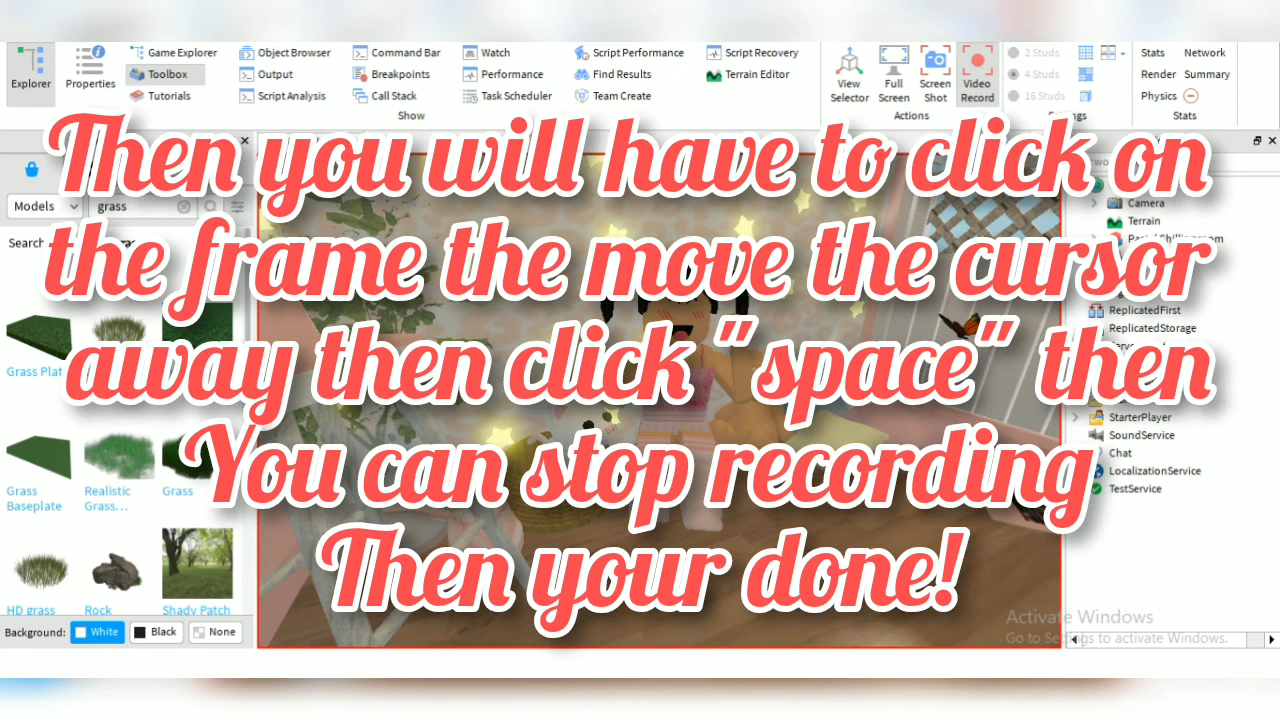 Game Explorer
Object Browser
Command Bar
Watch
Script Performance
Script Recovery
2 Studs
Stats
Network
Explorer
Properties
Toolbox
Output
Breakpoints
Performance
Find Results
Terrain Editor
View Selector
Full Screen
Screen Shot
Video Record
4 Studs
Render
Summary
Tutorials
Script Analysis
Call Stack
Task Scheduler
Team Create
16 Studs
Physics
Show
Actions
Stats
Then you will have to click on
the frame the move the cursor
away then click "space" then
You can stop recording
Then your done!
Models
grass
Camera
Terrain
ReplicatedFirst
ReplicatedStorage
StarterPlayer
SoundService
Chat
LocalizationService
TestService
Grass
Baseplate
Realistic
Grass...
Grass
HD grass
Rock
Shady Patch
Background:
White
Black
None
Activate Windows
Go to Settings to activate Windows.